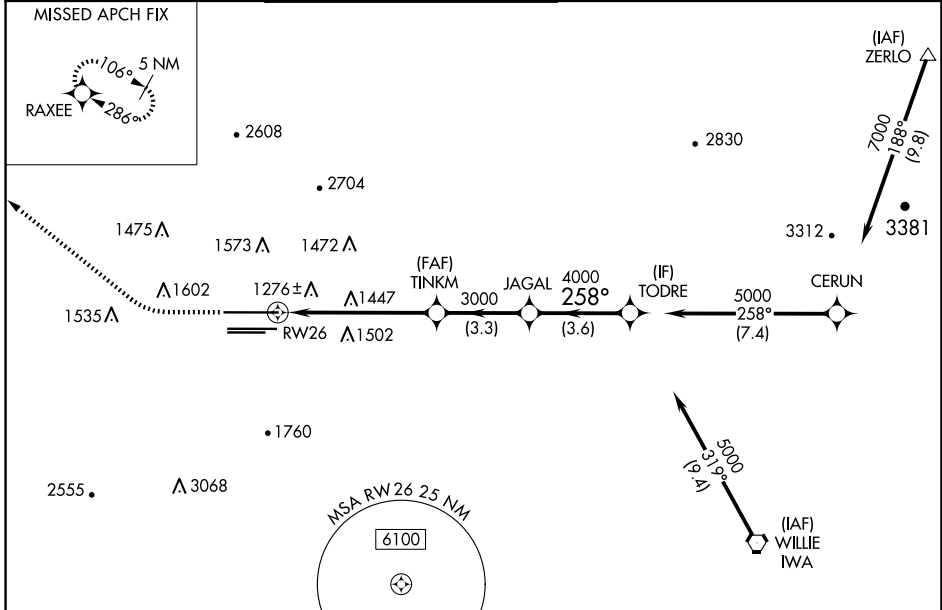 MISSED APCH FIX
106°
5 NM
RAXEE
286°
(IAF)
ZERLO
7000
188°
(9.8)
2608
2830
2704
3381
3312
1475
1573
1472
(FAF)
TINKM
JAGAL
4000
258°
(3.6)
(IF)
TODRE
CERUN
1602
1276±
1447
3000
(3.3)
5000
258°
(7.4)
1535
RW26
1502
1760
2555
3068
5000
319°
(9.4)
(IAF)
WILLIE
IWA
MSA RW26 25 NM
6100